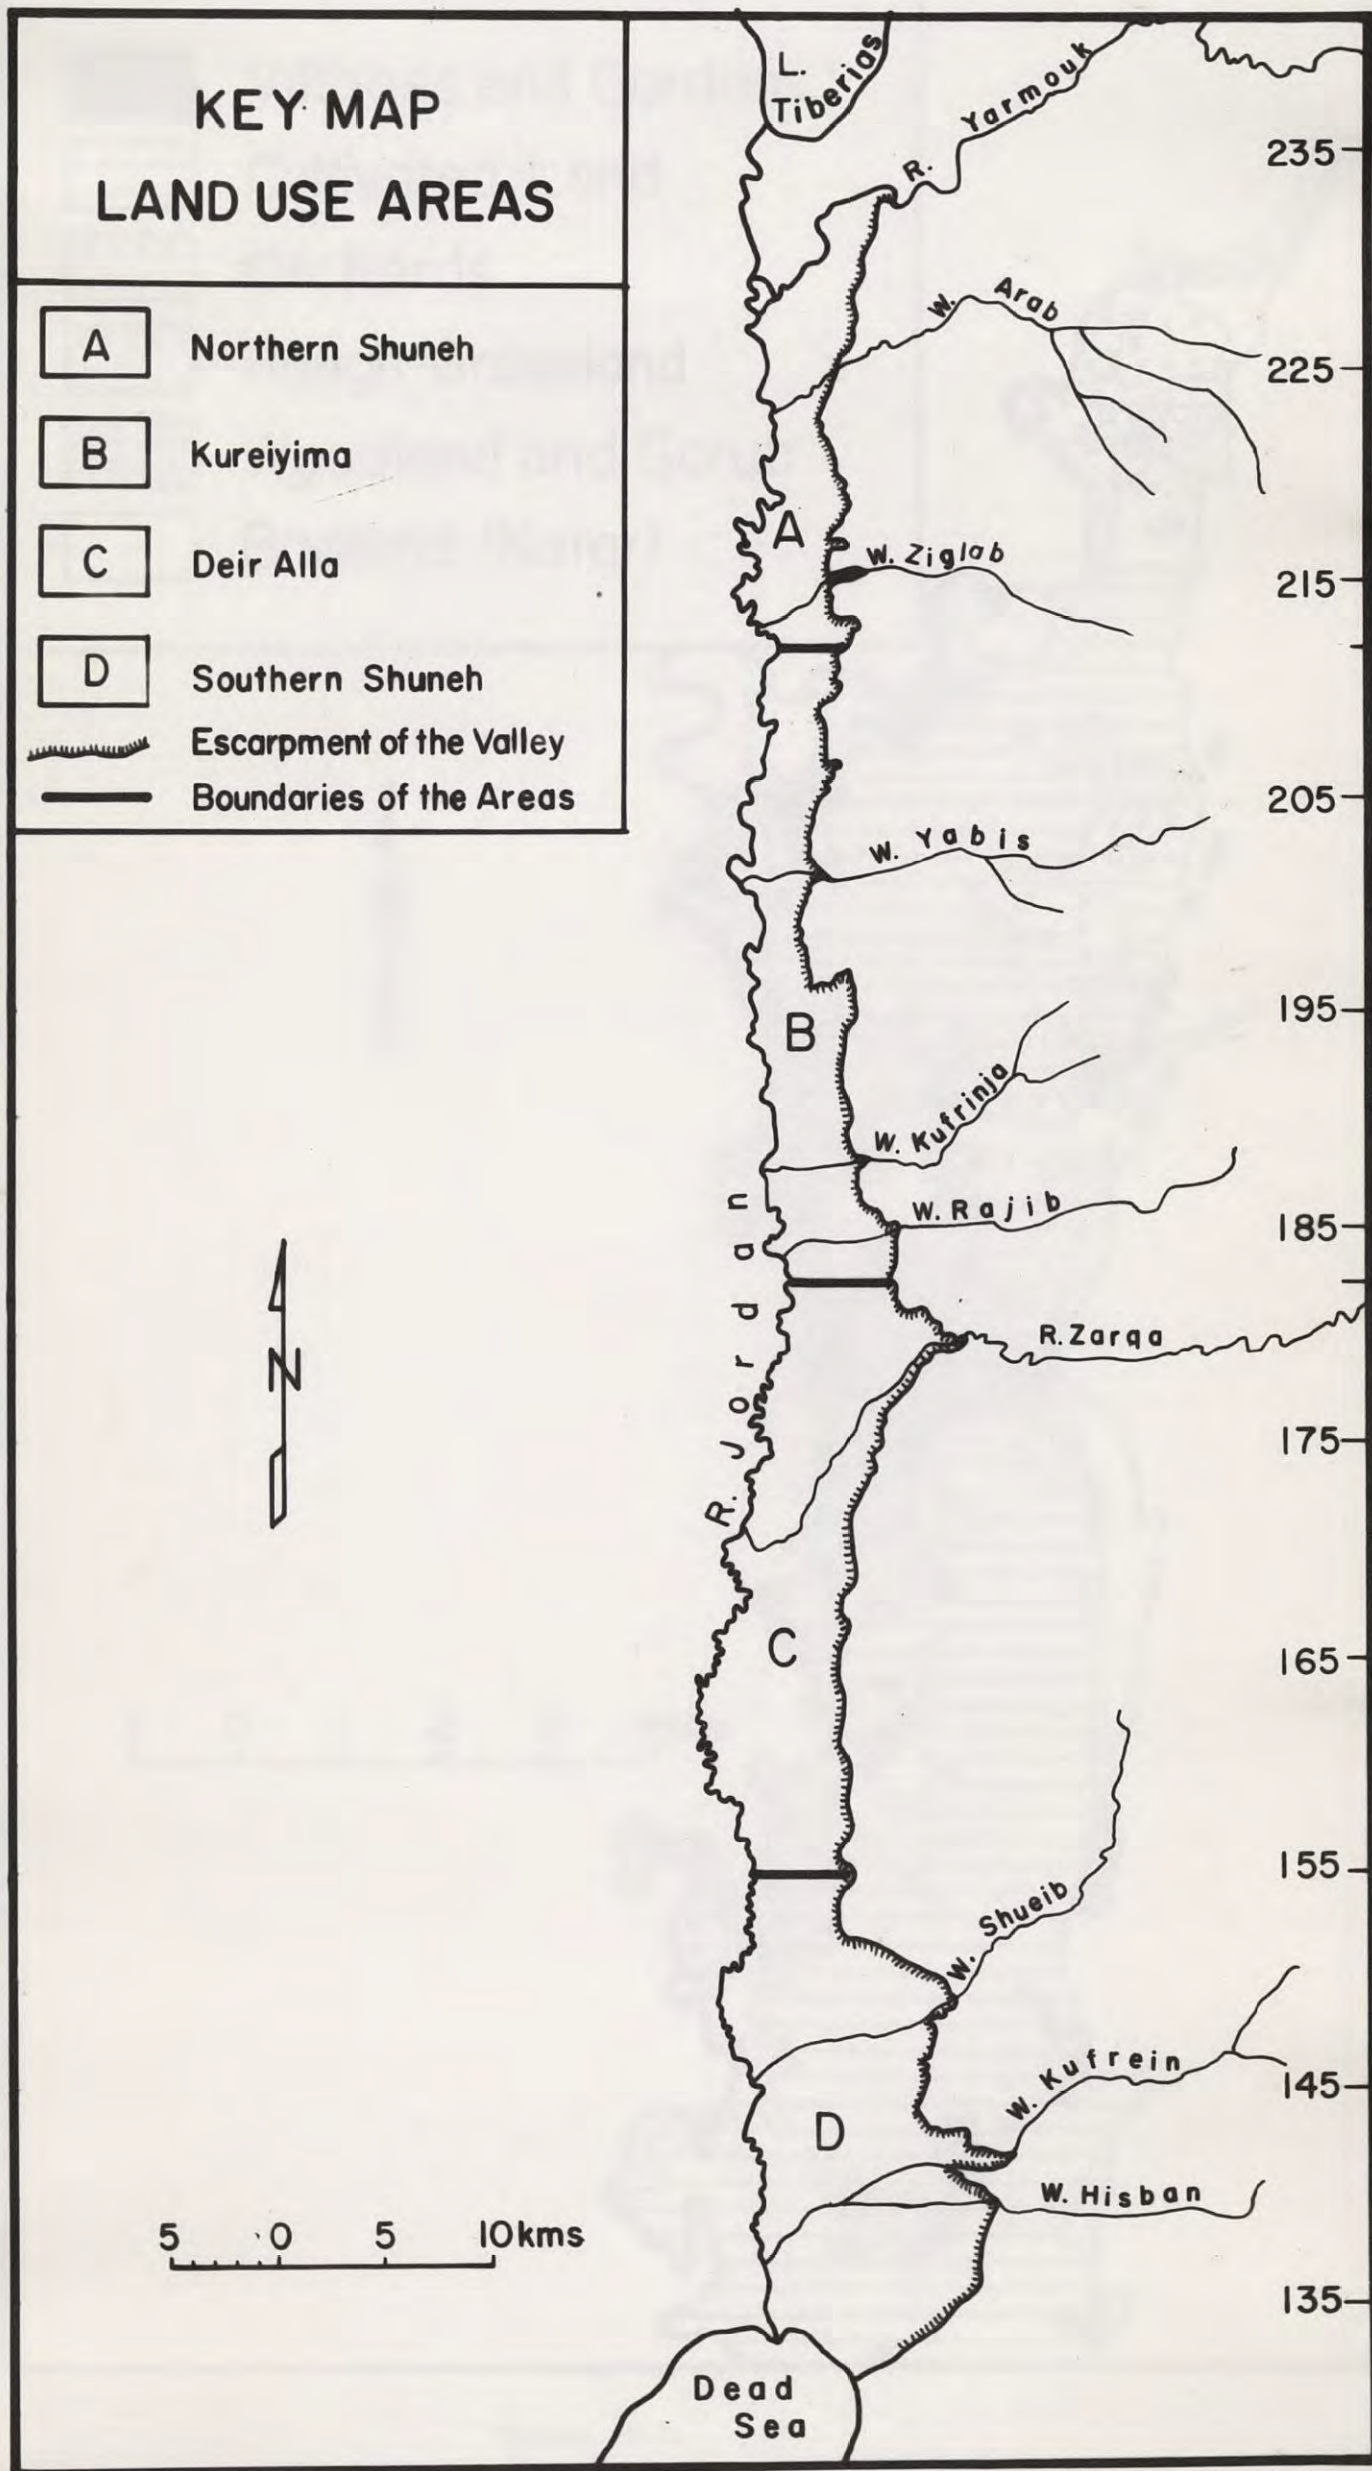 KEY MAP
LAND USE AREAS
A Northern Shuneh
B Kureiyima
C Deir Alla
D Southern Shuneh
Escarpment of the Valley
Boundaries of the Areas
L.
Tiberias
R. Yarmouk
235
W. Arab
225
A
W. Ziglab
215
205
W. Yabis
195
B
W. Kufrinja
W. Rajib
185
R. Jordan
R. Zarqa
N
175
C
165
155
W. Shueib
W. Kufrein
145
D
W. Hisban
5 0 5 10 kms
135
Dead
Sea